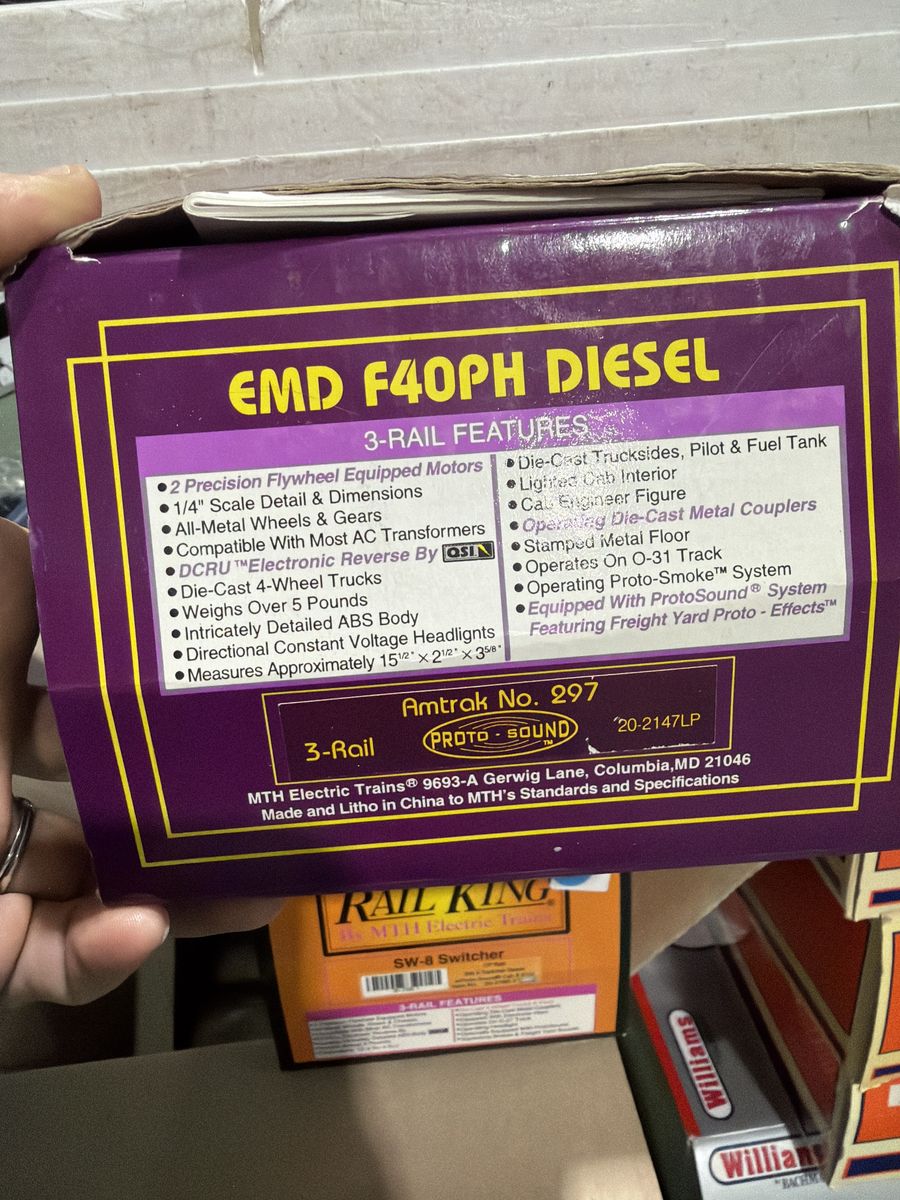 EMD F40PH DIESEL
3-RAIL FEATURES
• 2 Precision Flywheel Equipped Motors
• 1/4" Scale Detail & Dimensions
• All-Metal Wheels & Gears
• Compatible With Most AC Transformers
• DCRU™Electronic Reverse By QSI
• Die-Cast 4-Wheel Trucks
• Weighs Over 5 Pounds
• Intricately Detailed ABS Body
• Directional Constant Voltage Headlights
• Measures Approximately 15 1/2" × 2 1/2" × 3 5/8"
• Die-Cast Trucksides, Pilot & Fuel Tank
• Lighted Cab Interior
• Cab Engineer Figure
• Operating Die-Cast Metal Couplers
• Stamped Metal Floor
• Operates On O-31 Track
• Operating Proto-Smoke™ System
• Equipped With ProtoSound® System
Featuring Freight Yard Proto - Effects™
Amtrak No. 297
3-Rail
PROTO - SOUND™
20-2147LP
MTH Electric Trains® 9693-A Gerwig Lane, Columbia,MD 21046
Made and Litho in China to MTH's Standards and Specifications
RAIL KING®
By MTH Electric Trains
SW-8 Switcher
3-RAIL FEATURES
Williams
Williams
BY BACHM